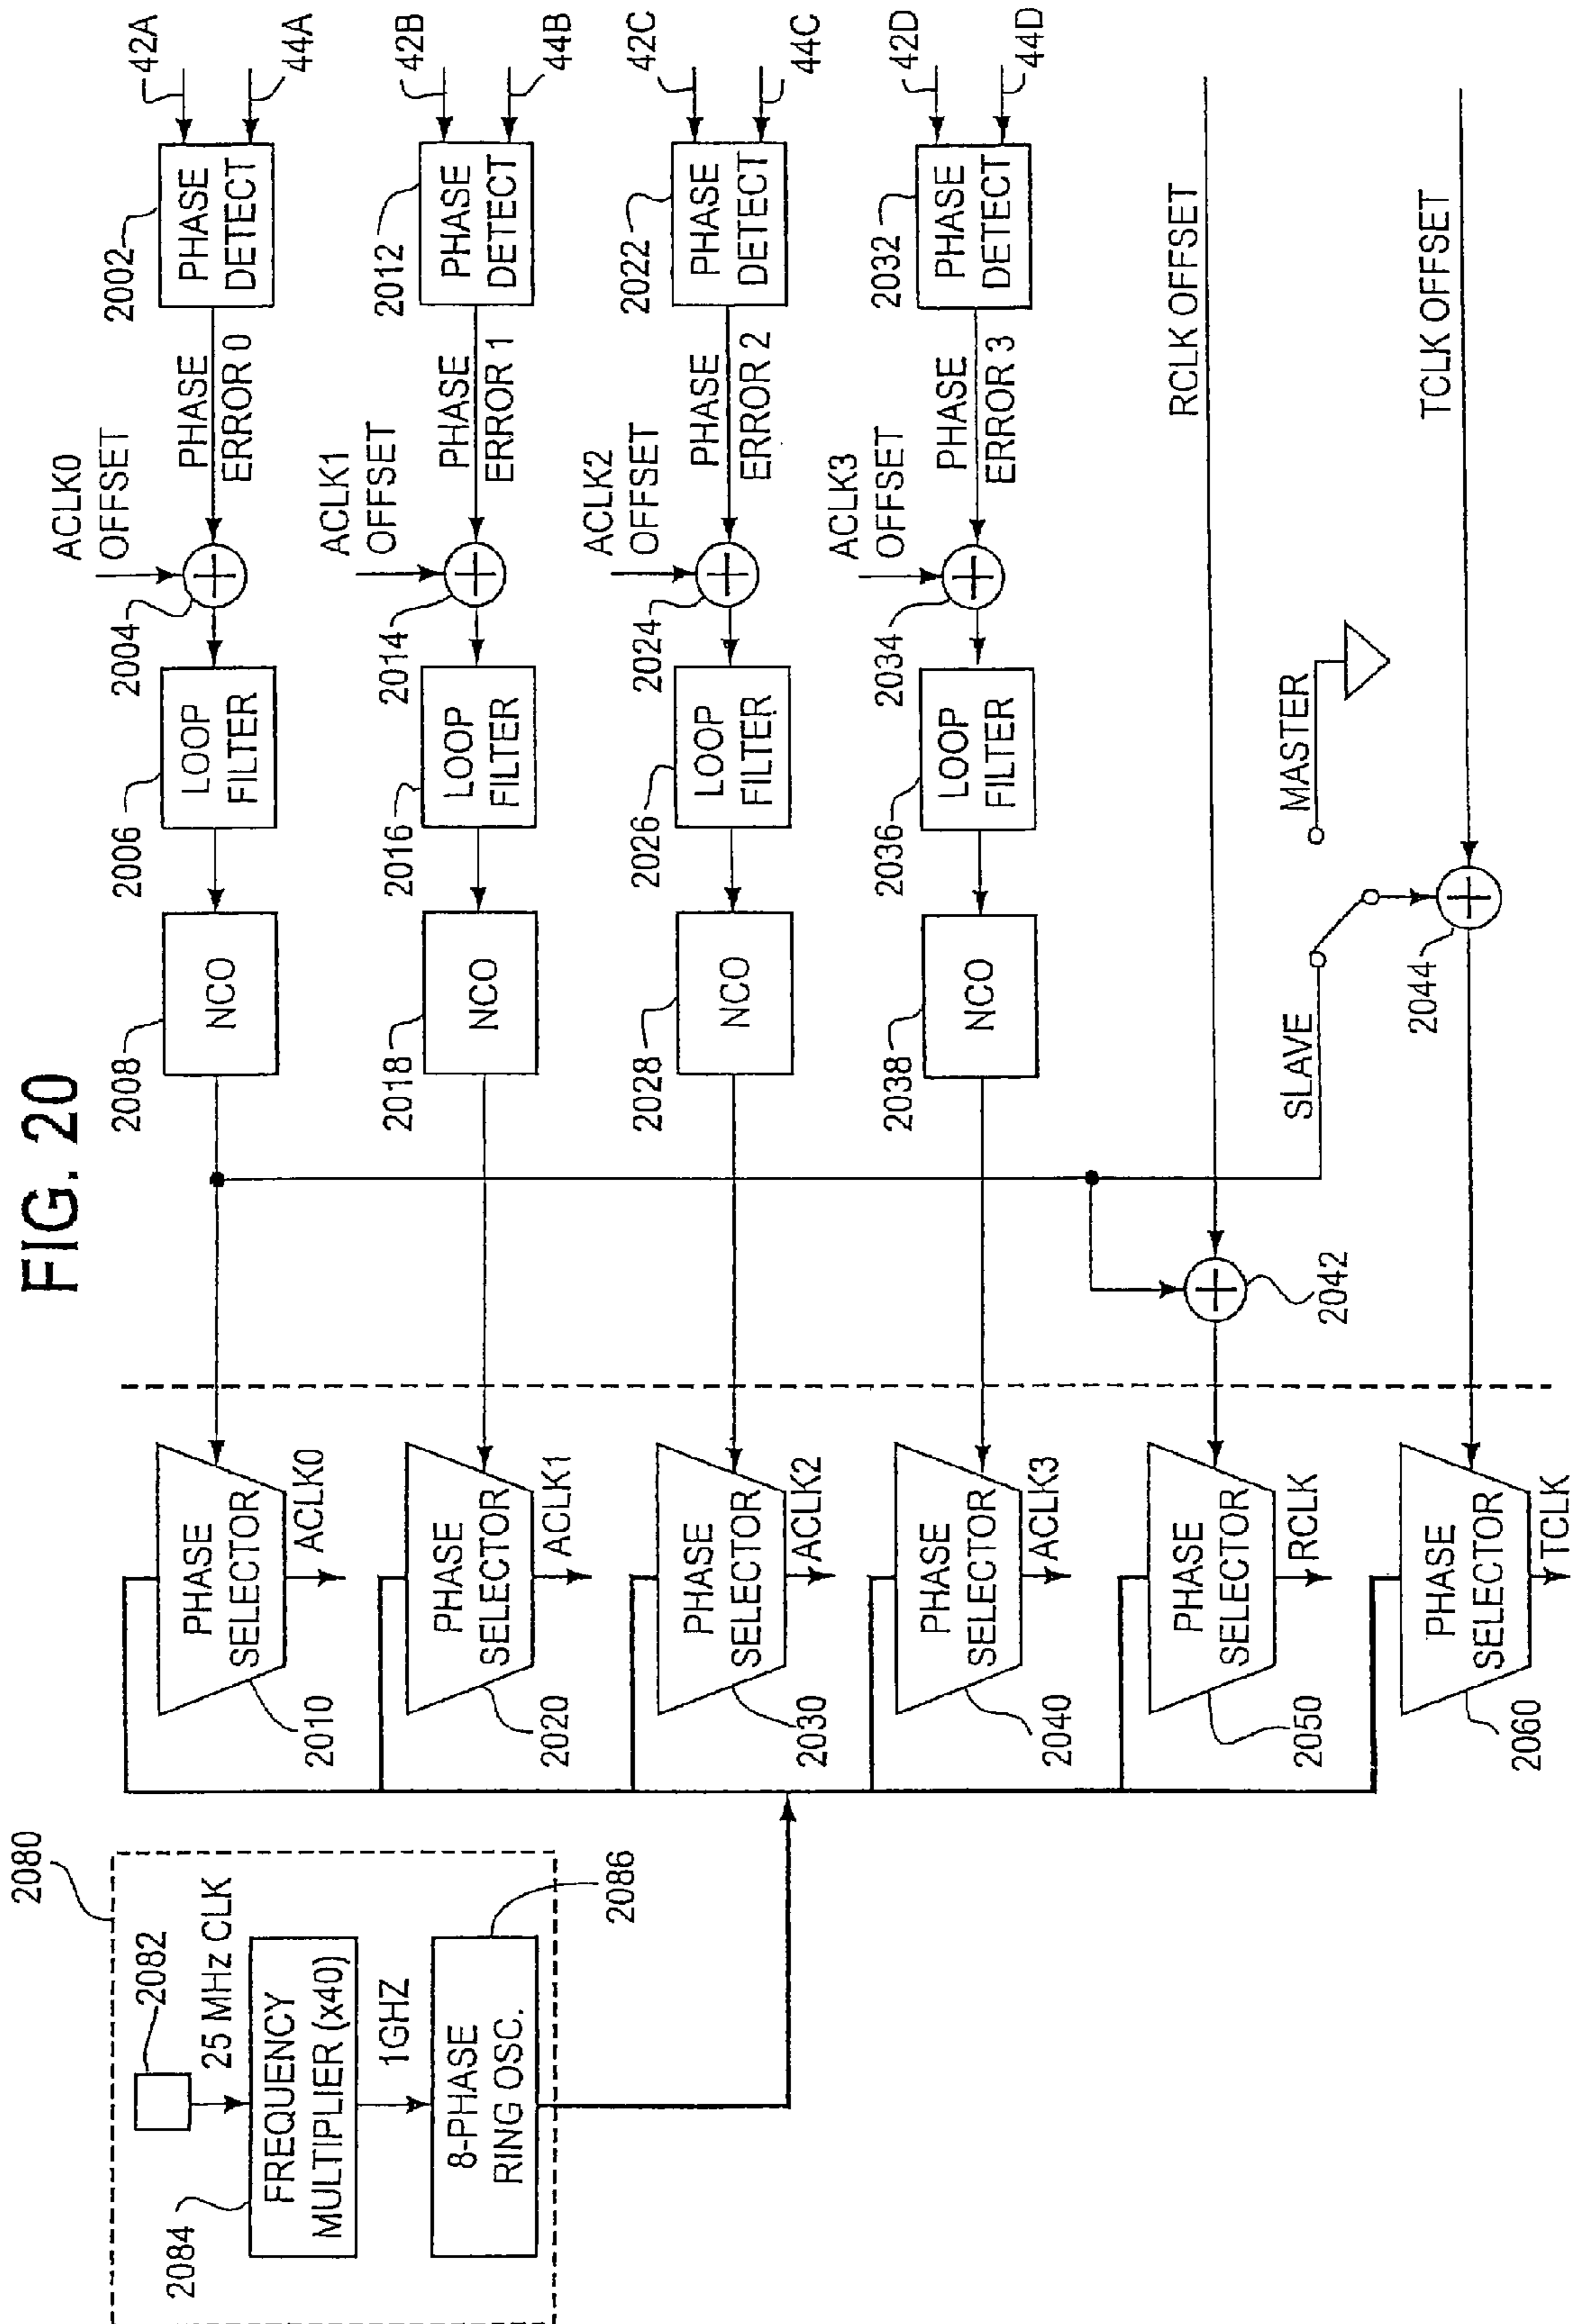 FIG. 20
2080
2082
25 MHz CLK
2084
FREQUENCY
MULTIPLIER (x40)
1GHZ
8-PHASE
RING OSC.
2086
PHASE
SELECTOR
2010
ACLK0
2008
NCO
2006
LOOP
FILTER
2004
ACLK0
OFFSET
PHASE
ERROR 0
2002
PHASE
DETECT
42A
44A
PHASE
SELECTOR
2020
ACLK1
2018
NCO
2016
LOOP
FILTER
2014
ACLK1
OFFSET
PHASE
ERROR 1
2012
PHASE
DETECT
42B
44B
PHASE
SELECTOR
2030
ACLK2
2028
NCO
2026
LOOP
FILTER
2024
ACLK2
OFFSET
PHASE
ERROR 2
2022
PHASE
DETECT
42C
44C
PHASE
SELECTOR
2040
ACLK3
2038
NCO
2036
LOOP
FILTER
2034
ACLK3
OFFSET
PHASE
ERROR 3
2032
PHASE
DETECT
42D
44D
PHASE
SELECTOR
2050
RCLK
2042
RCLK OFFSET
SLAVE
MASTER
PHASE
SELECTOR
2060
TCLK
2044
TCLK OFFSET